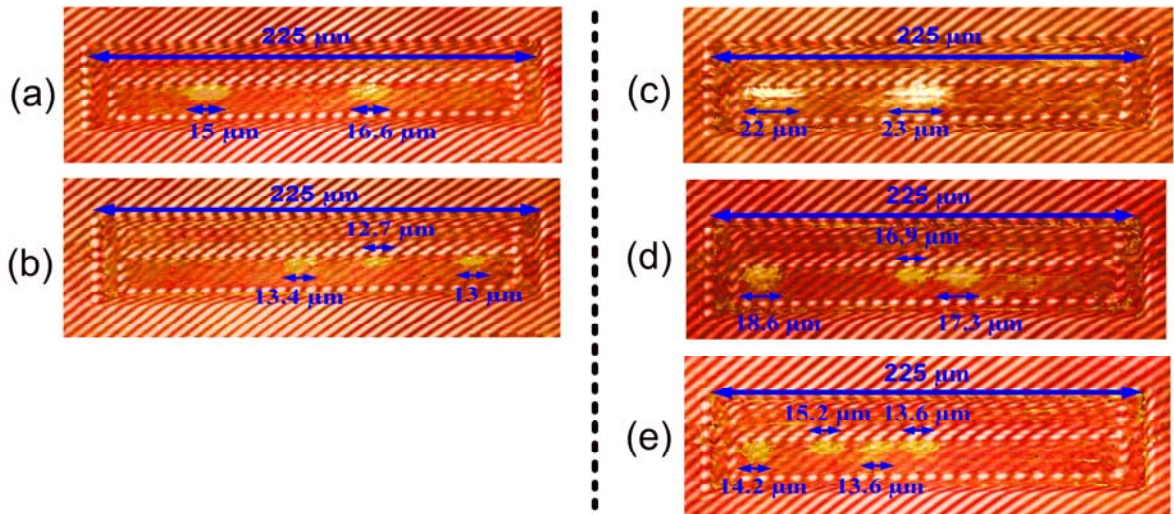 (a)
225 μm
15 μm
16.6 μm
(b)
225 μm
12.7 μm
13.4 μm
13 μm
(c)
225 μm
22 μm
23 μm
(d)
225 μm
16.9 μm
18.6 μm
17.3 μm
(e)
225 μm
15.2 μm
13.6 μm
14.2 μm
13.6 μm